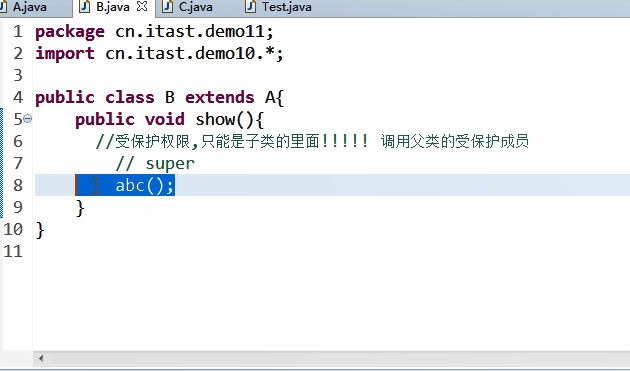 A.java B.java C.java Test.java
1 package cn.itast.demo11;
2 import cn.itast.demo10.*;
3
4 public class B extends A{
5 public void show(){
6 //受保护权限,只能是子类的里面!!!!! 调用父类的受保护成员
7 // super
8 abc();
9 }
10 }
11